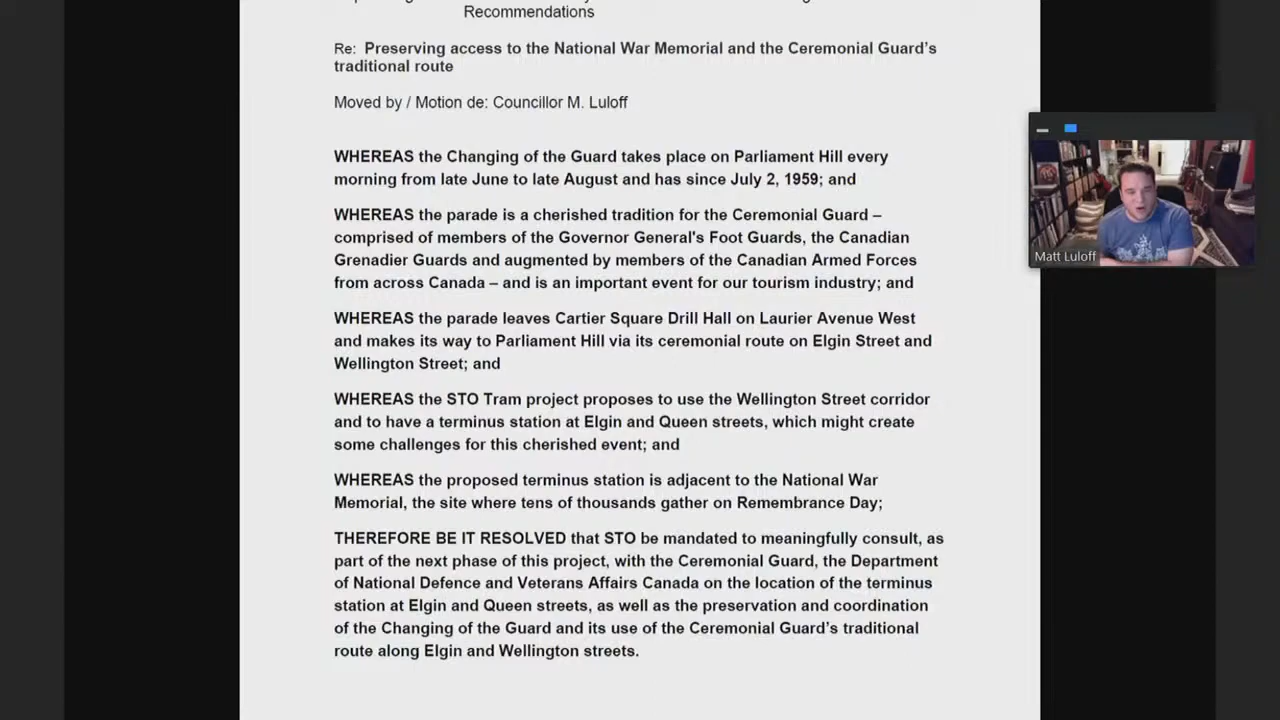 Recommendations
Re: Preserving access to the National War Memorial and the Ceremonial Guard's
traditional route
Moved by / Motion de: Councillor M. Luloff
WHEREAS the Changing of the Guard takes place on Parliament Hill every
morning from late June to late August and has since July 2, 1959; and
WHEREAS the parade is a cherished tradition for the Ceremonial Guard –
comprised of members of the Governor General's Foot Guards, the Canadian
Grenadier Guards and augmented by members of the Canadian Armed Forces
from across Canada – and is an important event for our tourism industry; and
WHEREAS the parade leaves Cartier Square Drill Hall on Laurier Avenue West
and makes its way to Parliament Hill via its ceremonial route on Elgin Street and
Wellington Street; and
WHEREAS the STO Tram project proposes to use the Wellington Street corridor
and to have a terminus station at Elgin and Queen streets, which might create
some challenges for this cherished event; and
WHEREAS the proposed terminus station is adjacent to the National War
Memorial, the site where tens of thousands gather on Remembrance Day;
THEREFORE BE IT RESOLVED that STO be mandated to meaningfully consult, as
part of the next phase of this project, with the Ceremonial Guard, the Department
of National Defence and Veterans Affairs Canada on the location of the terminus
station at Elgin and Queen streets, as well as the preservation and coordination
of the Changing of the Guard and its use of the Ceremonial Guard's traditional
route along Elgin and Wellington streets.
Matt Luloff